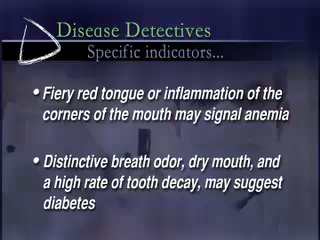 Disease Detectives
Specific indicators...
• Fiery red tongue or inflammation of the
corners of the mouth may signal anemia
• Distinctive breath odor, dry mouth, and
a high rate of tooth decay, may suggest
diabetes